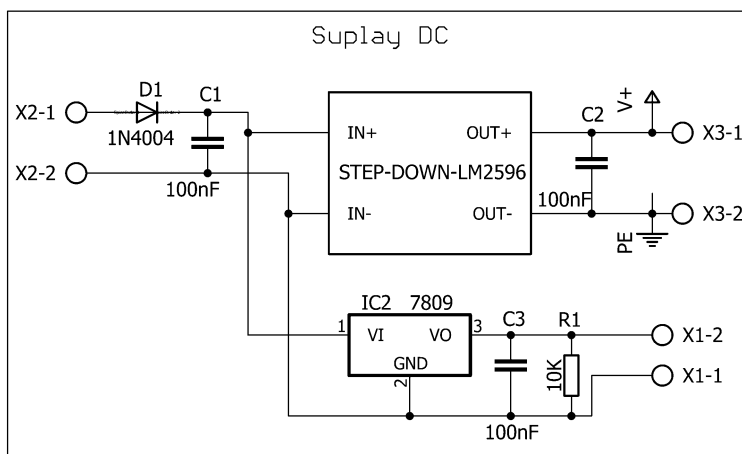 Suplay DC
X2-1
D1
1N4004
C1
X2-2
100nF
IN+
OUT+
STEP-DOWN-LM2596
IN-
OUT-
C2
100nF
V+
X3-1
X3-2
PE
IC2 7809
1
VI
VO
3
GND
2
C3
100nF
R1
10K
X1-2
X1-1